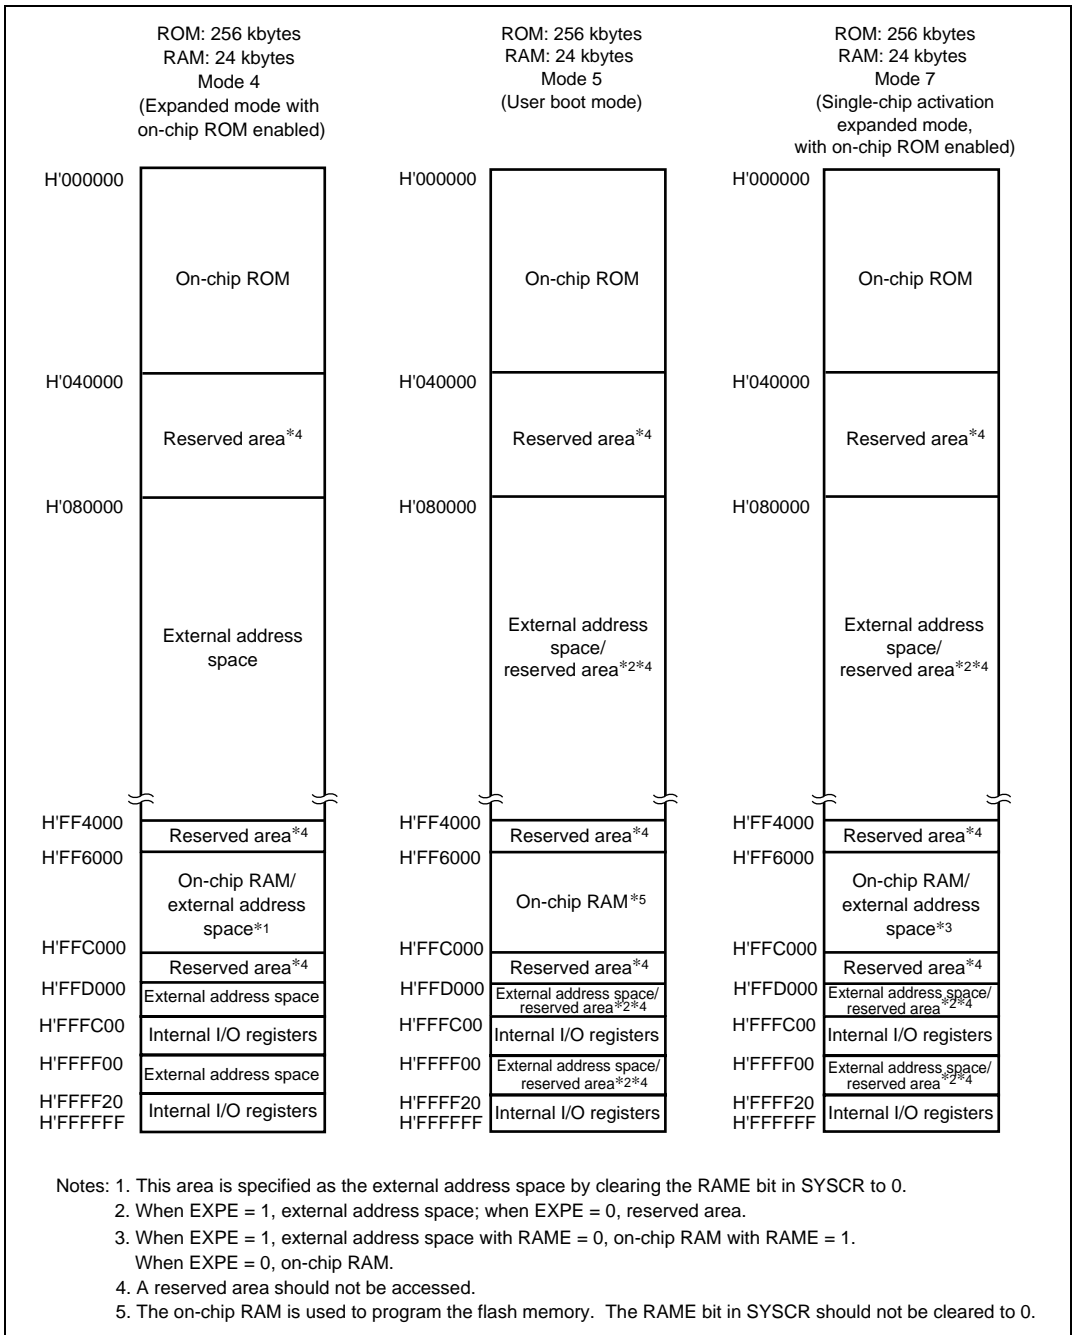 ROM: 256 kbytes
RAM: 24 kbytes
Mode 4
(Expanded mode with
on-chip ROM enabled)
H'000000
On-chip ROM
H'040000
Reserved area*4
H'080000
External address
space
H'FF4000
Reserved area*4
H'FF6000
On-chip RAM/
external address
space*1
H'FFC000
Reserved area*4
H'FFD000
External address space
H'FFFC00
Internal I/O registers
H'FFFF00
External address space
H'FFFF20
Internal I/O registers
H'FFFFFF
ROM: 256 kbytes
RAM: 24 kbytes
Mode 5
(User boot mode)
H'000000
On-chip ROM
H'040000
Reserved area*4
H'080000
External address
space/
reserved area*2*4
H'FF4000
Reserved area*4
H'FF6000
On-chip RAM*5
H'FFC000
Reserved area*4
H'FFD000
External address space/
reserved area*2*4
H'FFFC00
Internal I/O registers
H'FFFF00
External address space/
reserved area*2*4
H'FFFF20
Internal I/O registers
H'FFFFFF
ROM: 256 kbytes
RAM: 24 kbytes
Mode 7
(Single-chip activation
expanded mode,
with on-chip ROM enabled)
H'000000
On-chip ROM
H'040000
Reserved area*4
H'080000
External address
space/
reserved area*2*4
H'FF4000
Reserved area*4
H'FF6000
On-chip RAM/
external address
space*3
H'FFC000
Reserved area*4
H'FFD000
External address space/
reserved area*2*4
H'FFFC00
Internal I/O registers
H'FFFF00
External address space/
reserved area*2*4
H'FFFF20
Internal I/O registers
H'FFFFFF
Notes: 1. This area is specified as the external address space by clearing the RAME bit in SYSCR to 0.
2. When EXPE = 1, external address space; when EXPE = 0, reserved area.
3. When EXPE = 1, external address space with RAME = 0, on-chip RAM with RAME = 1.
When EXPE = 0, on-chip RAM.
4. A reserved area should not be accessed.
5. The on-chip RAM is used to program the flash memory. The RAME bit in SYSCR should not be cleared to 0.